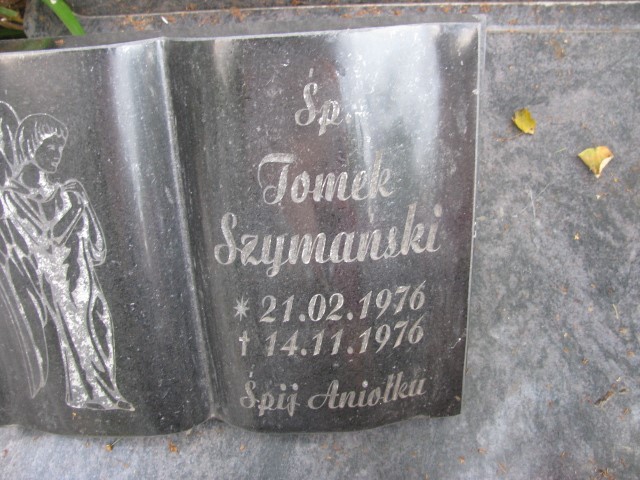 Śp.
Tomek
Szymański
* 21.02.1976
† 14.11.1976
Śpij Aniołku